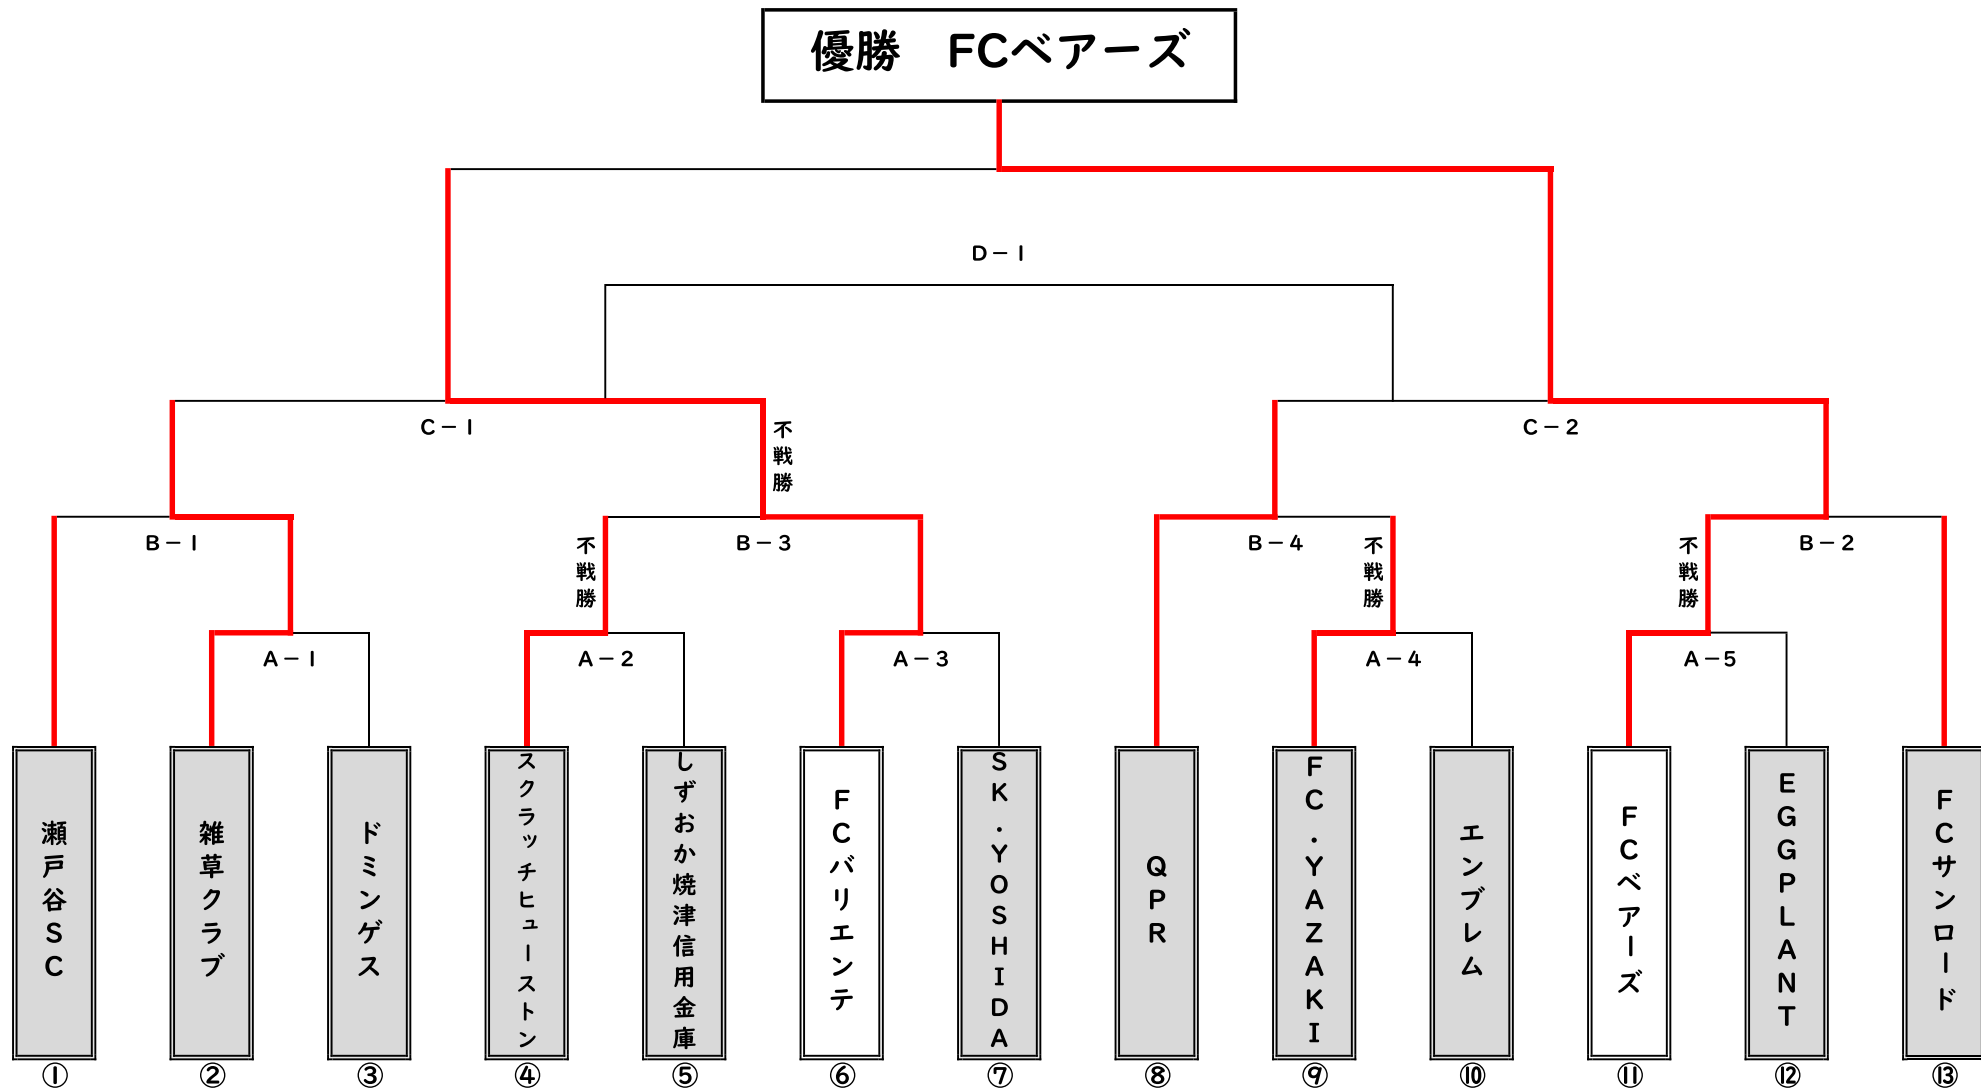 優勝　FCベアーズ
D－1
C－1
不戦勝
C－2
B－1
不戦勝
B－3
B－4
不戦勝
不戦勝
B－2
A－1
A－2
A－3
A－4
A－5
瀬戸谷SC
雑草クラブ
ドミンゲス
スクラッチヒューストン
しずおか焼津信用金庫
FCバリエンテ
SK.YOSHIDA
QPR
FC.YAZAKI
エンブレム
FCベアーズ
EGGPLANT
FCサンロード
① ② ③ ④ ⑤ ⑥ ⑦ ⑧ ⑨ ⑩ ⑪ ⑫ ⑬